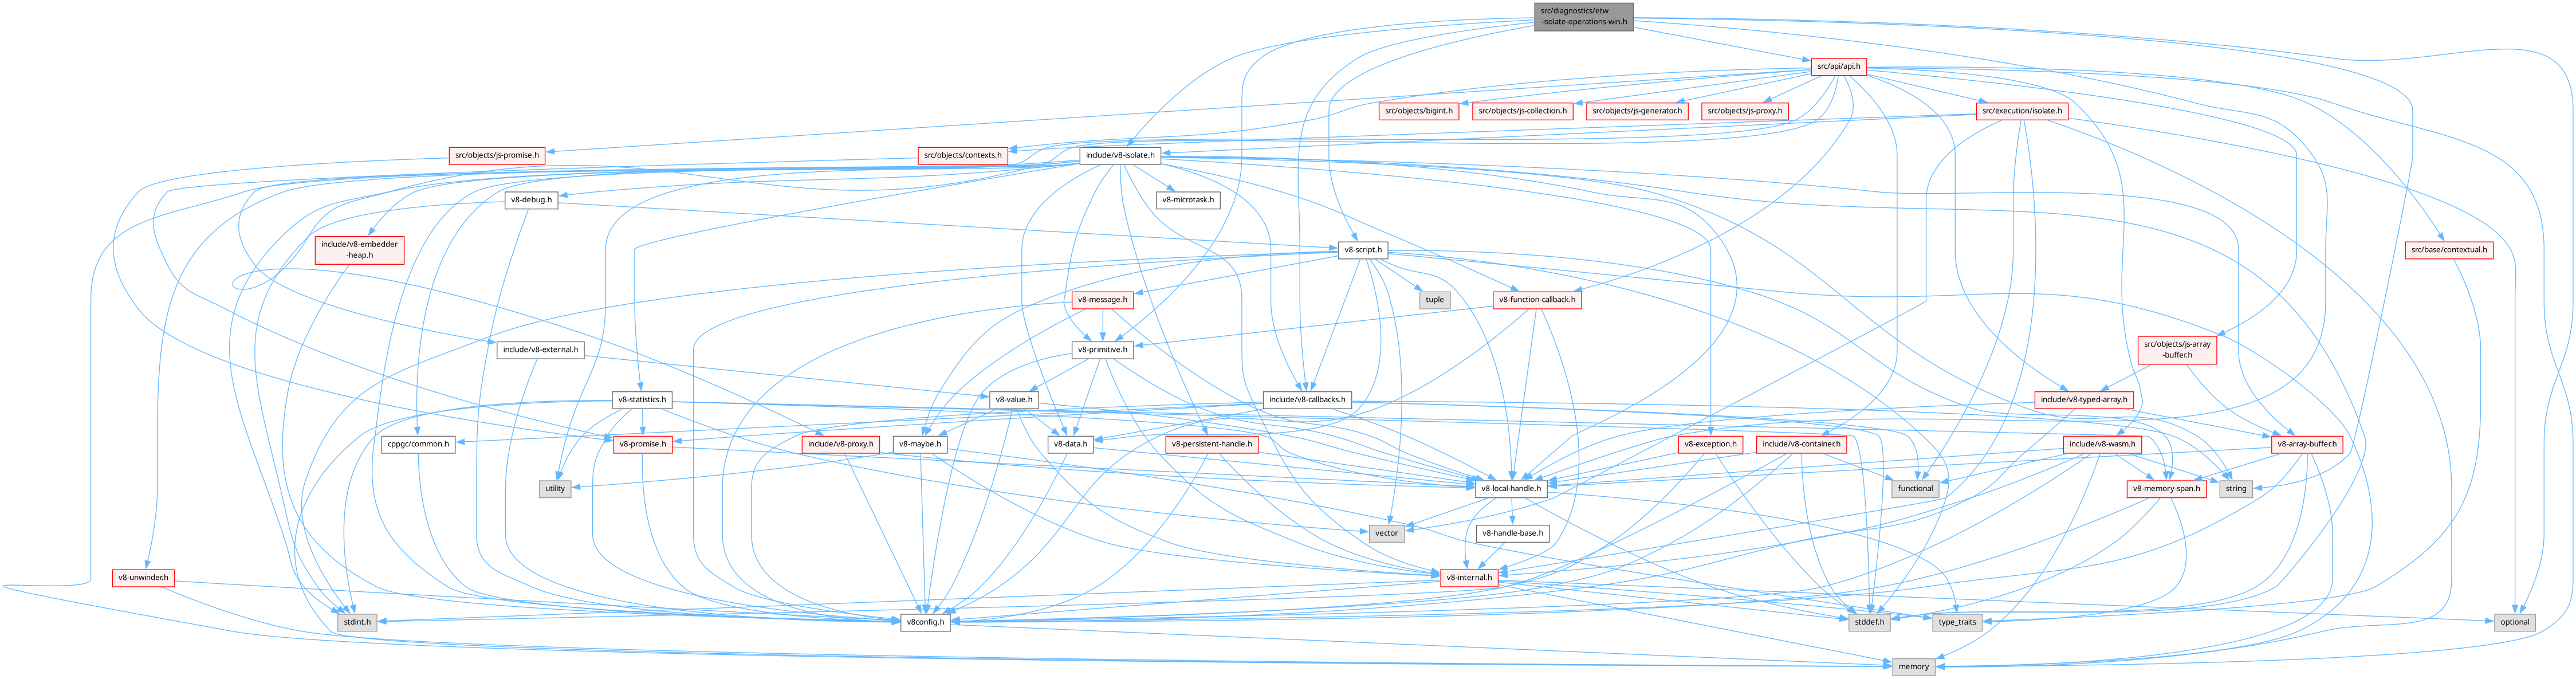 src/diagnostics/etw
-isolate-operations-win.h
src/api/api.h
src/objects/bigint.h
src/objects/js-collection.h
src/objects/js-generator.h
src/objects/js-proxy.h
src/execution/isolate.h
src/objects/js-promise.h
src/objects/contexts.h
include/v8-isolate.h
v8-debug.h
v8-microtask.h
include/v8-embedder
-heap.h
v8-script.h
src/base/contextual.h
v8-message.h
tuple
v8-function-callback.h
include/v8-external.h
v8-primitive.h
src/objects/js-array
-buffer.h
v8-statistics.h
v8-value.h
include/v8-callbacks.h
include/v8-typed-array.h
cppgc/common.h
v8-promise.h
include/v8-proxy.h
v8-maybe.h
v8-data.h
v8-persistent-handle.h
v8-exception.h
include/v8-container.h
include/v8-wasm.h
v8-array-buffer.h
utility
v8-local-handle.h
functional
v8-memory-span.h
string
vector
v8-handle-base.h
v8-unwinder.h
v8-internal.h
stdint.h
v8config.h
stddef.h
type_traits
optional
memory